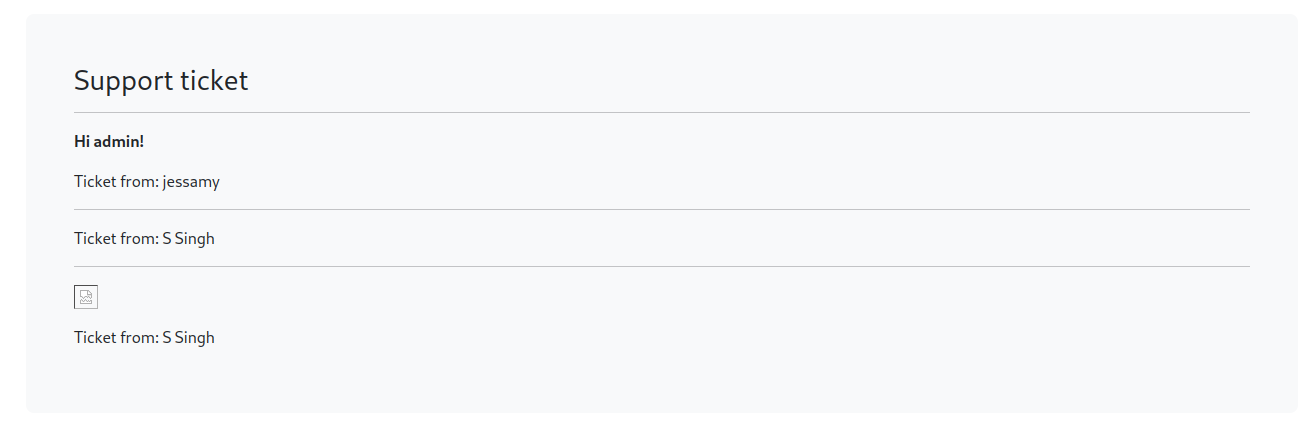 Support ticket
Hi admin!
Ticket from: jessamy
Ticket from: S Singh
Ticket from: S Singh